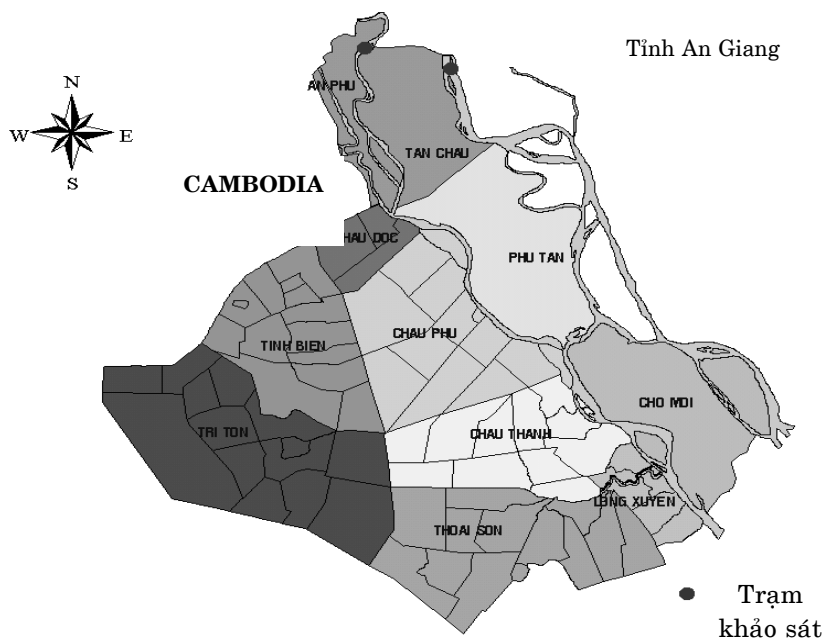 Tỉnh An Giang
N
AN PHU
W
E
TAN CHAU
S
CAMBODIA
HAU DOC
PHU TAN
CHAU PHU
TINH BIEN
CHO MOI
TRI TON
CHAU THANH
LONG XUYEN
THOAI SON
Trạm
khảo sát